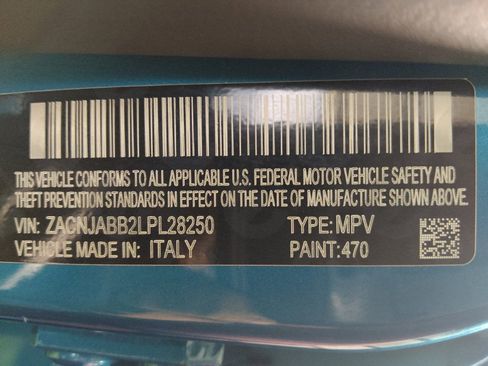 THIS VEHICLE CONFORMS TO ALL APPLICABLE U.S. FEDERAL MOTOR VEHICLE SAFETY AND
THEFT PREVENTION STANDARDS IN EFFECT ON THE DATE OF MANUFACTURE SHOWN ABOVE.
VIN: ZACNJABB2LPL28250 TYPE: MPV
VEHICLE MADE IN: ITALY PAINT: 470